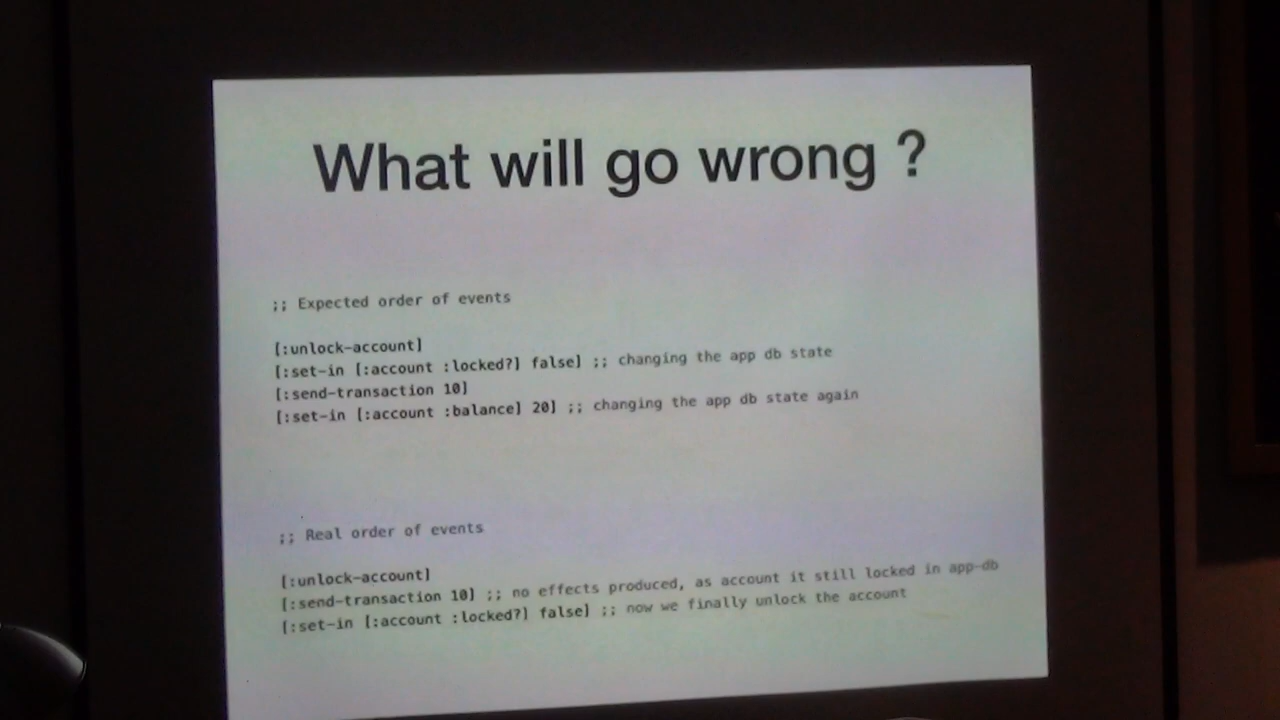 What will go wrong ?
;; Expected order of events
[:unlock-account]
[:set-in [:account :locked?] false] ;; changing the app db state
[:send-transaction 10]
[:set-in [:account :balance] 20] ;; changing the app db state again
;; Real order of events
[:unlock-account]
[:send-transaction 10] ;; no effects produced, as account it still locked in app-db
[:set-in [:account :locked?] false] ;; now we finally unlock the account